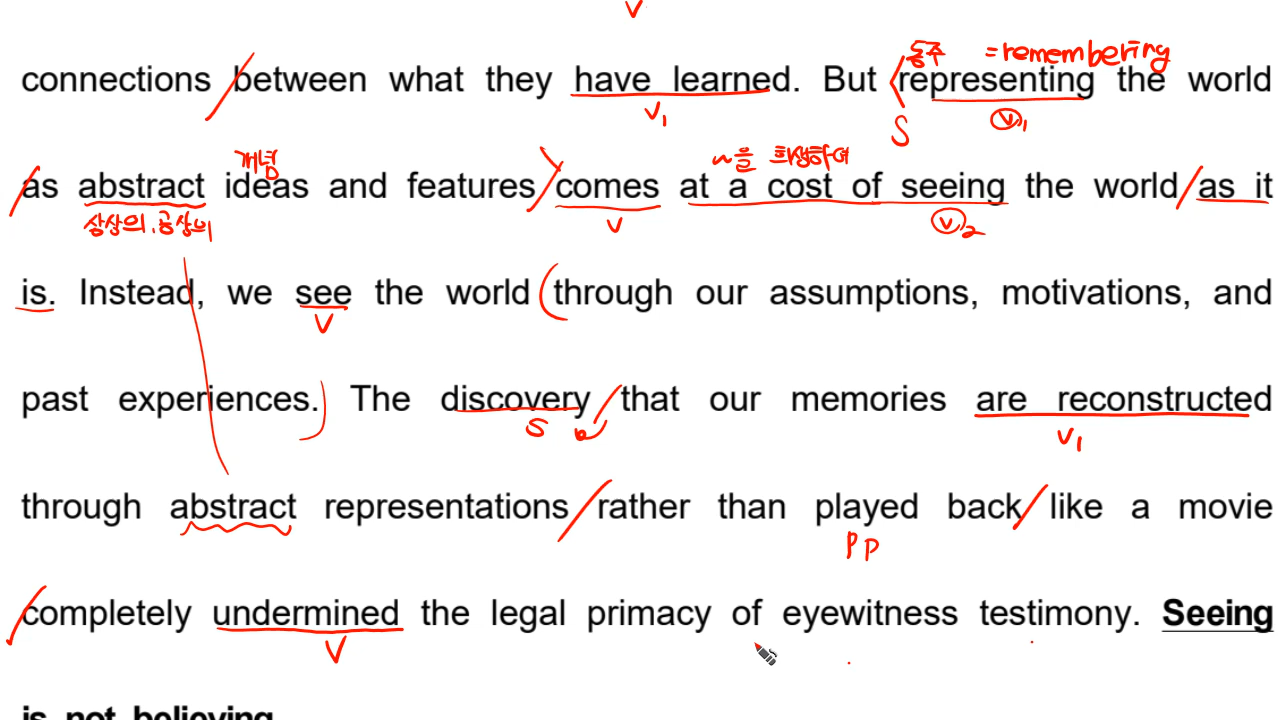 V
동주 =remembering
connections between what they have learned. But representing the world
V1 S V1
개념 ~을 희생하여
as abstract ideas and features comes at a cost of seeing the world as it
상상의. 공상의 V V2
is. Instead, we see the world (through our assumptions, motivations, and
V
past experiences.) The discovery that our memories are reconstructed
S V1
through abstract representations rather than played back like a movie
PP
completely undermined the legal primacy of eyewitness testimony. Seeing
V
is not believing.